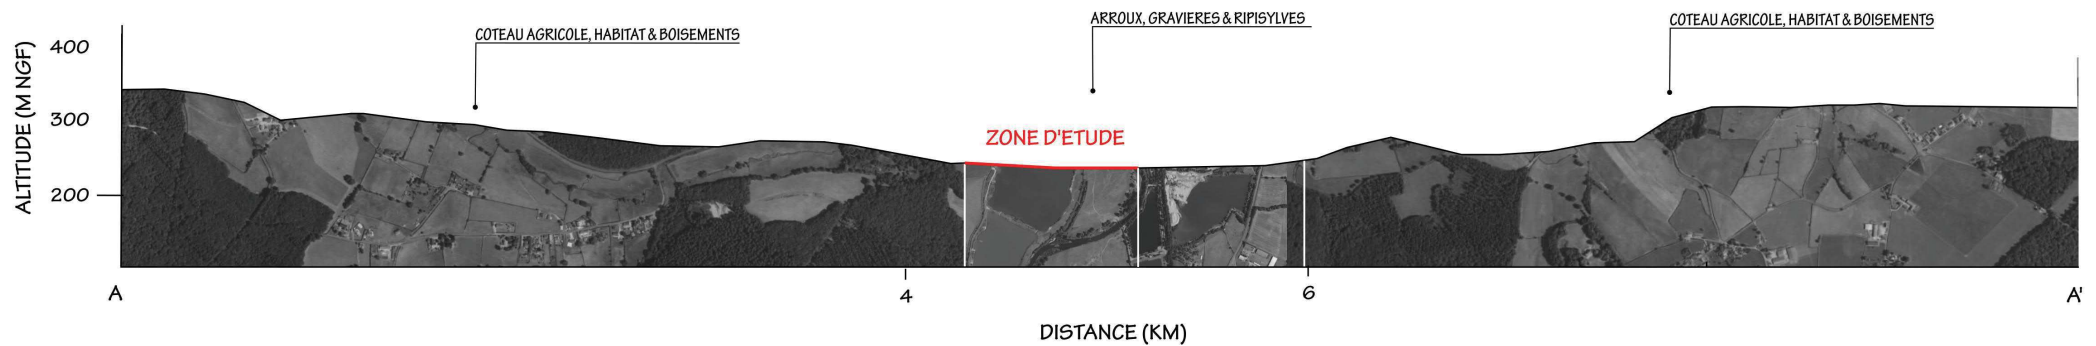 ARROUX, GRAVIERES & RIPISYLVES
COTEAU AGRICOLE, HABITAT & BOISEMENTS
COTEAU AGRICOLE, HABITAT & BOISEMENTS
ALTITUDE (M NGF)
400
300
200
ZONE D'ETUDE
A
4
6
A'
DISTANCE (KM)